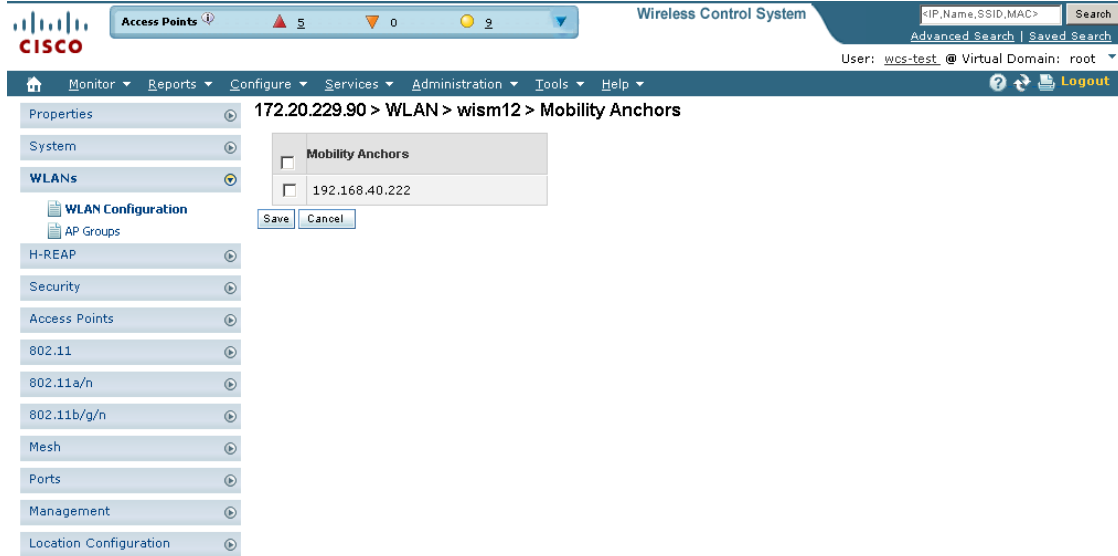 Access Points 5 0 9 Wireless Control System <IP,Name,SSID,MAC> Search
CISCO
Advanced Search | Saved Search
User: wcs-test @ Virtual Domain: root
Monitor Reports Configure Services Administration Tools Help Logout
172.20.229.90 > WLAN > wism12 > Mobility Anchors
Properties
System
WLANs
WLAN Configuration
AP Groups
H-REAP
Security
Access Points
802.11
802.11a/n
802.11b/g/n
Mesh
Ports
Management
Location Configuration
Mobility Anchors
192.168.40.222
Save Cancel